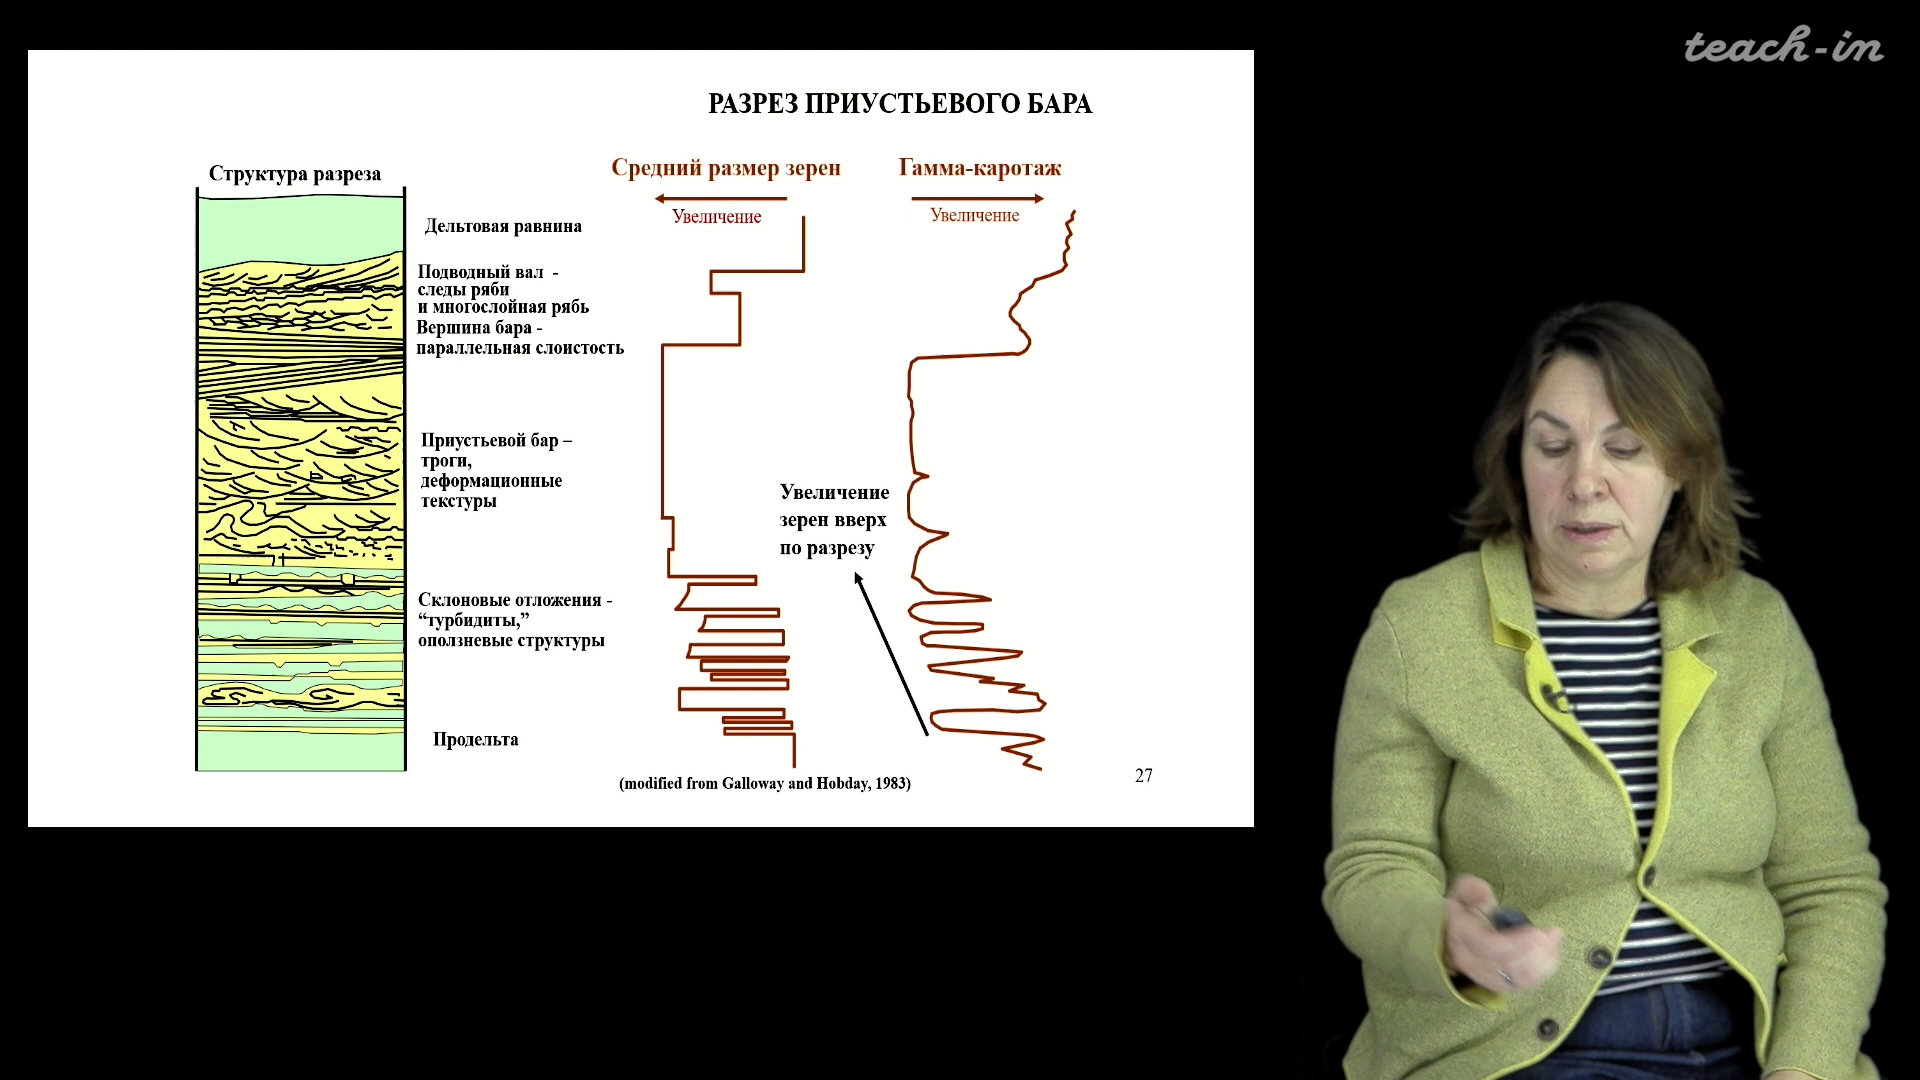 teach-in
РАЗРЕЗ ПРИУСТЬЕВОГО БАРА
Структура разреза
Средний размер зерен
Увеличение
Гамма-каротаж
Увеличение
Дельтовая равнина
Подводный вал -
следы ряби
и многослойная рябь
Вершина бара -
параллельная слоистость
Приустьевой бар –
троги,
деформационные
текстуры
Увеличение
зерен вверх
по разрезу
Склоновые отложения -
“турбидиты,”
оползневые структуры
Продельта
(modified from Galloway and Hobday, 1983)
27